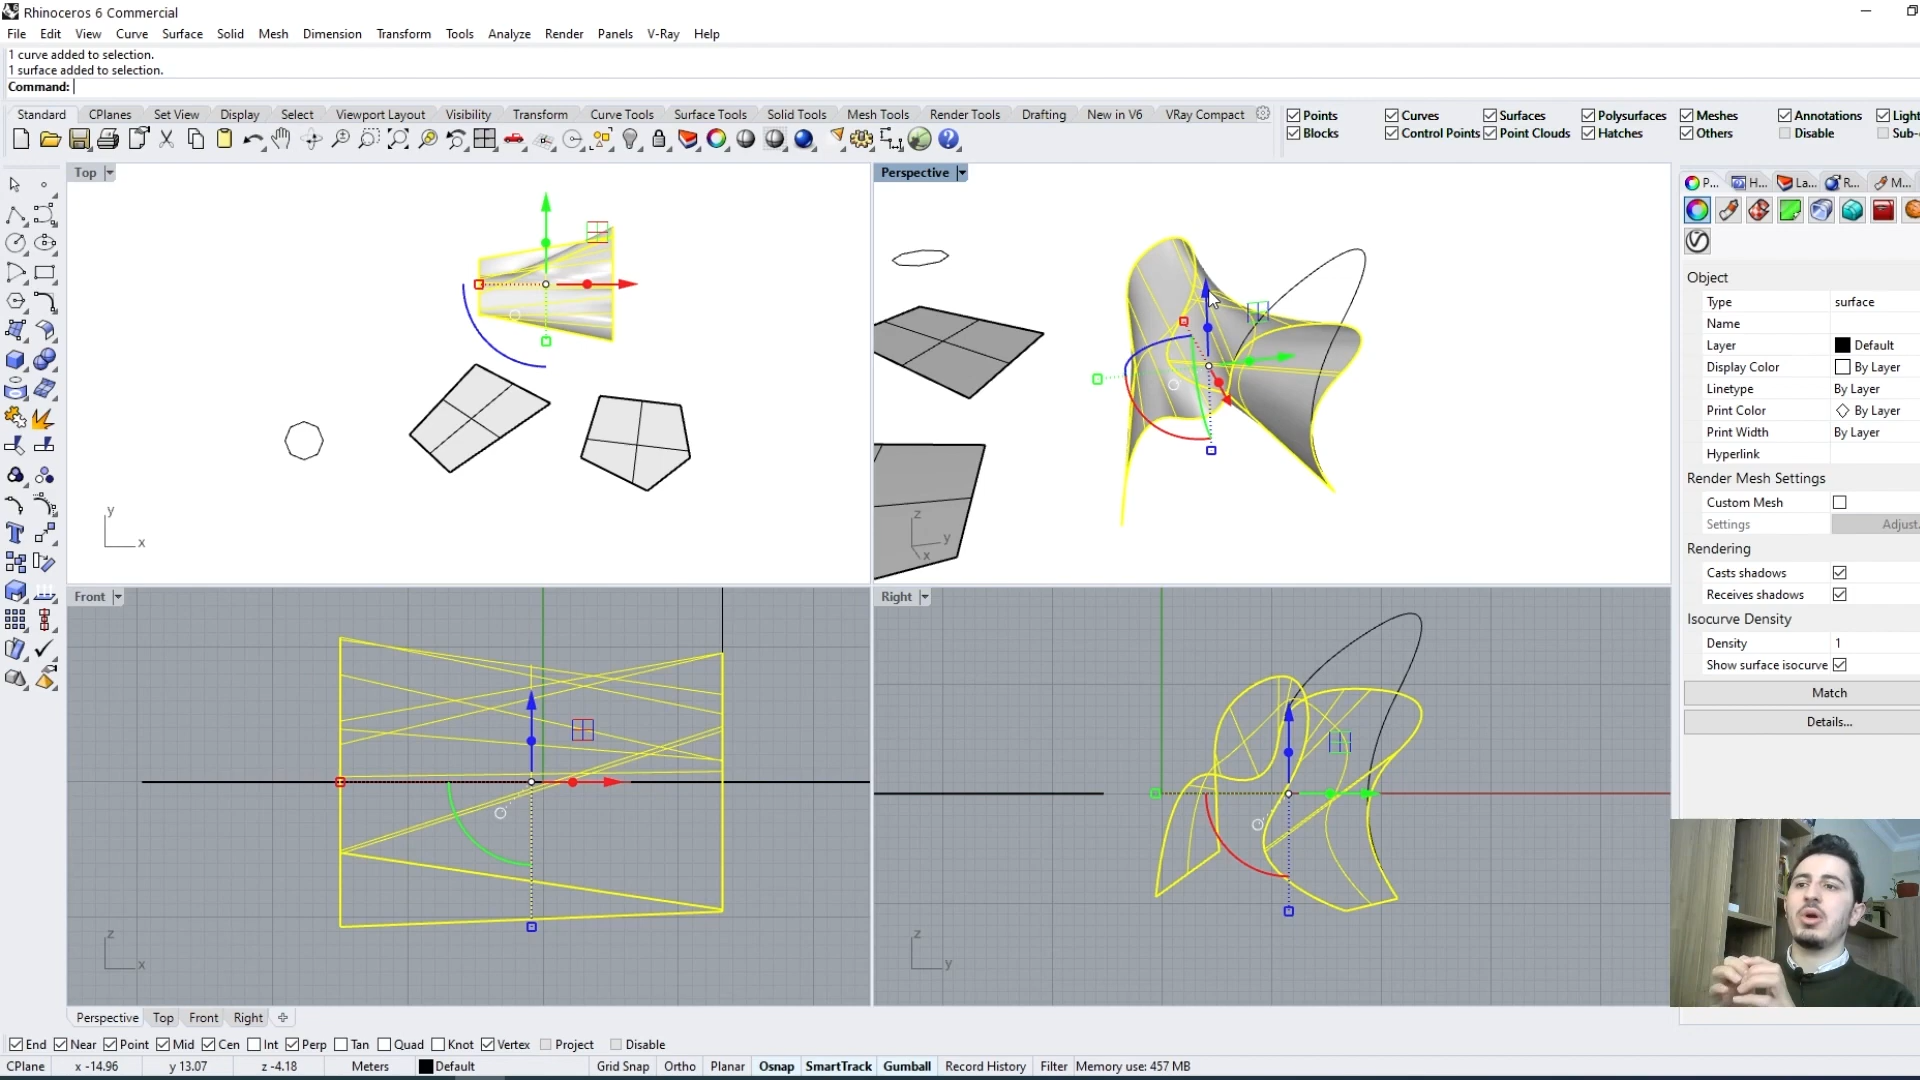 Rhinoceros 6 Commercial
File Edit View Curve Surface Solid Mesh Dimension Transform Tools Analyze Render Panels V-Ray Help
1 curve added to selection.
1 surface added to selection.
Command:
Standard CPlanes Set View Display Select Viewport Layout Visibility Transform Curve Tools Surface Tools Solid Tools Mesh Tools Render Tools Drafting New in V6 VRay Compact
Points Curves Surfaces Polysurfaces Meshes Annotations Light
Blocks Control Points Point Clouds Hatches Others Disable Sub-
Top
Perspective
P... H... La... R... M...
Object
Type surface
Name
Layer Default
Display Color By Layer
Linetype By Layer
Print Color By Layer
Print Width By Layer
Hyperlink
Render Mesh Settings
Custom Mesh
Settings Adjust.
Rendering
Casts shadows
Receives shadows
Isocurve Density
Density 1
Show surface isocurve
Match
Details...
y
x
z
y
x
Front
Right
z
x
z
y
Perspective Top Front Right
End Near Point Mid Cen Int Perp Tan Quad Knot Vertex Project Disable
CPlane x -14.96 y 13.07 z -4.18 Meters Default Grid Snap Ortho Planar Osnap SmartTrack Gumball Record History Filter Memory use: 457 MB